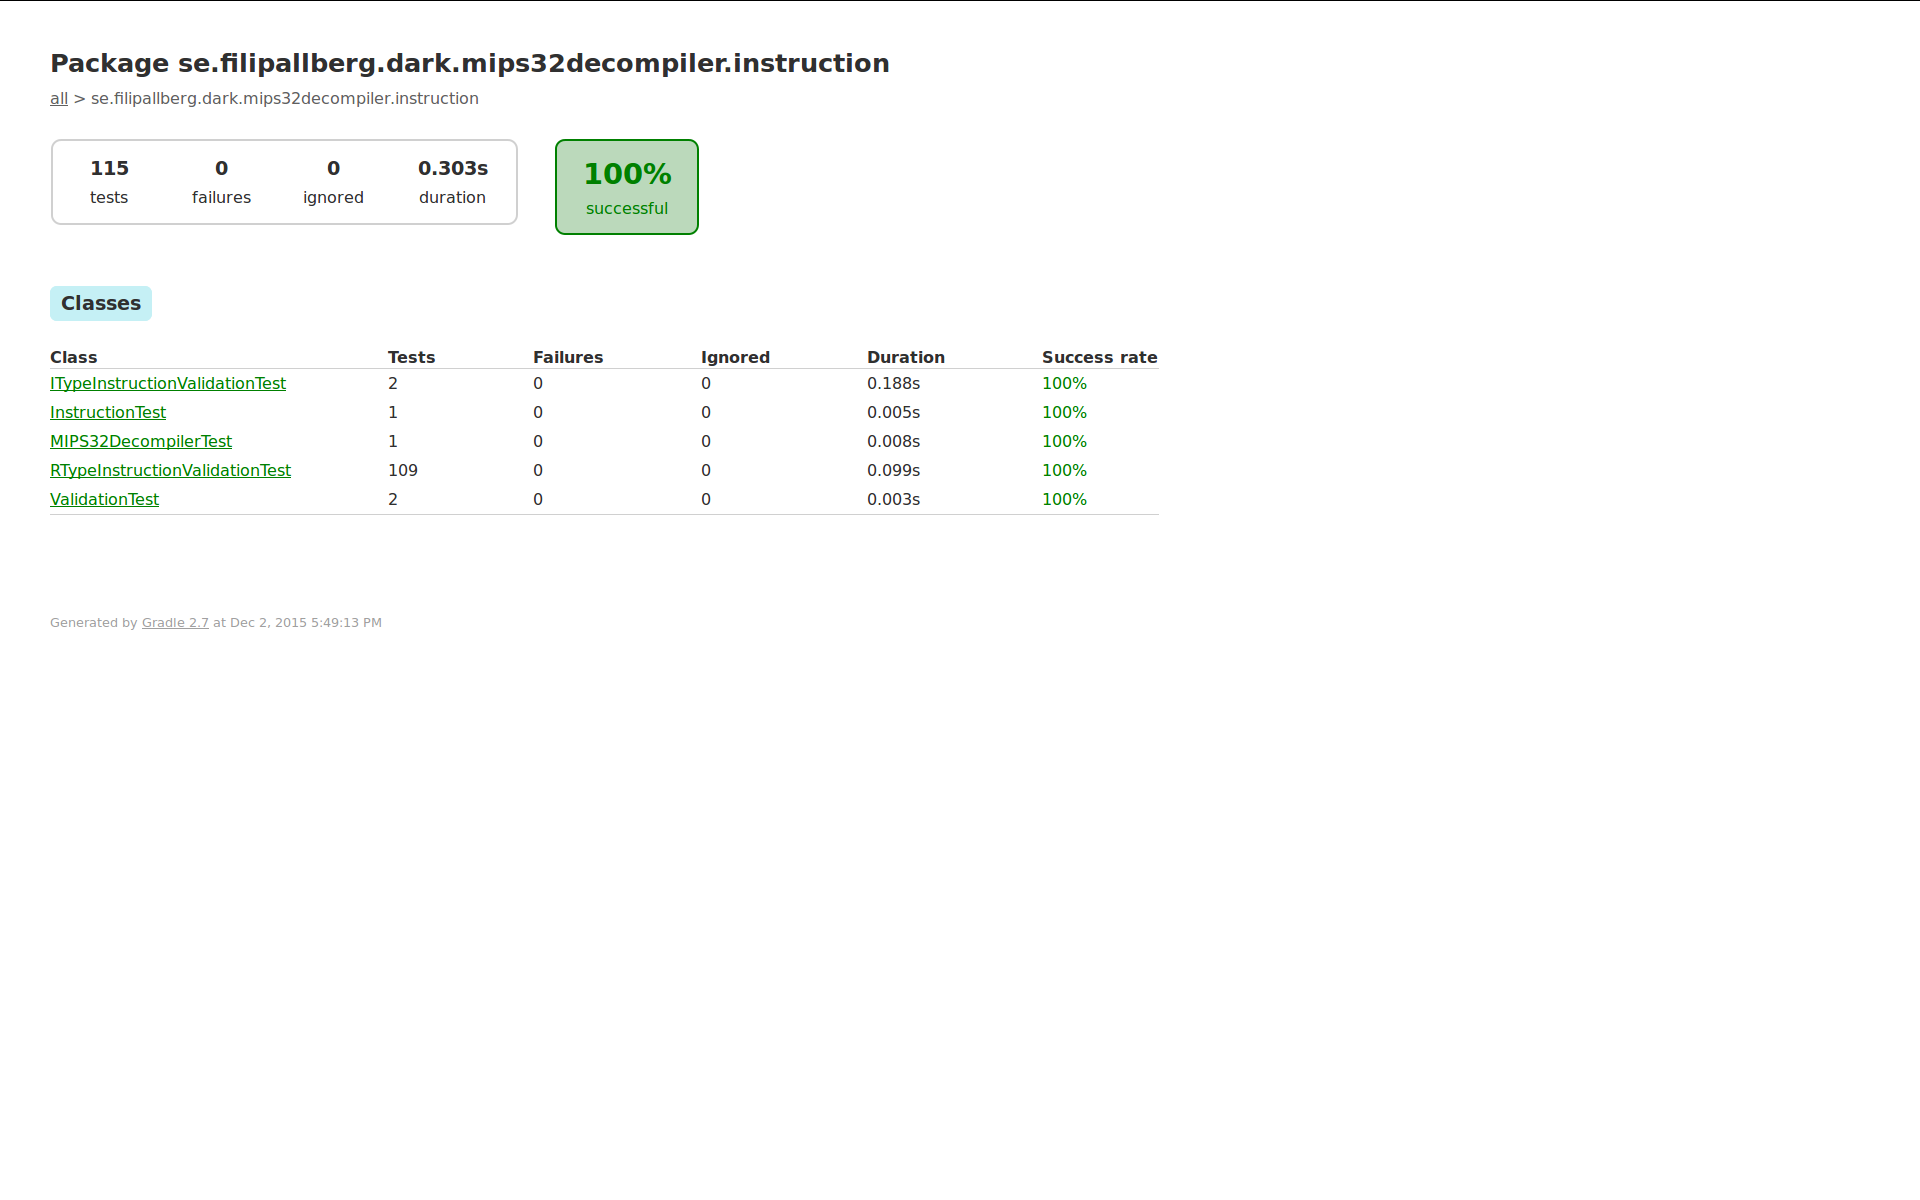 Package se.filipallberg.dark.mips32decompiler.instruction
all > se.filipallberg.dark.mips32decompiler.instruction
115 0 0 0.303s
tests failures ignored duration
100%
successful
Classes
Class Tests Failures Ignored Duration Success rate
ITypeInstructionValidationTest 2 0 0 0.188s 100%
InstructionTest 1 0 0 0.005s 100%
MIPS32DecompilerTest 1 0 0 0.008s 100%
RTypeInstructionValidationTest 109 0 0 0.099s 100%
ValidationTest 2 0 0 0.003s 100%
Generated by Gradle 2.7 at Dec 2, 2015 5:49:13 PM